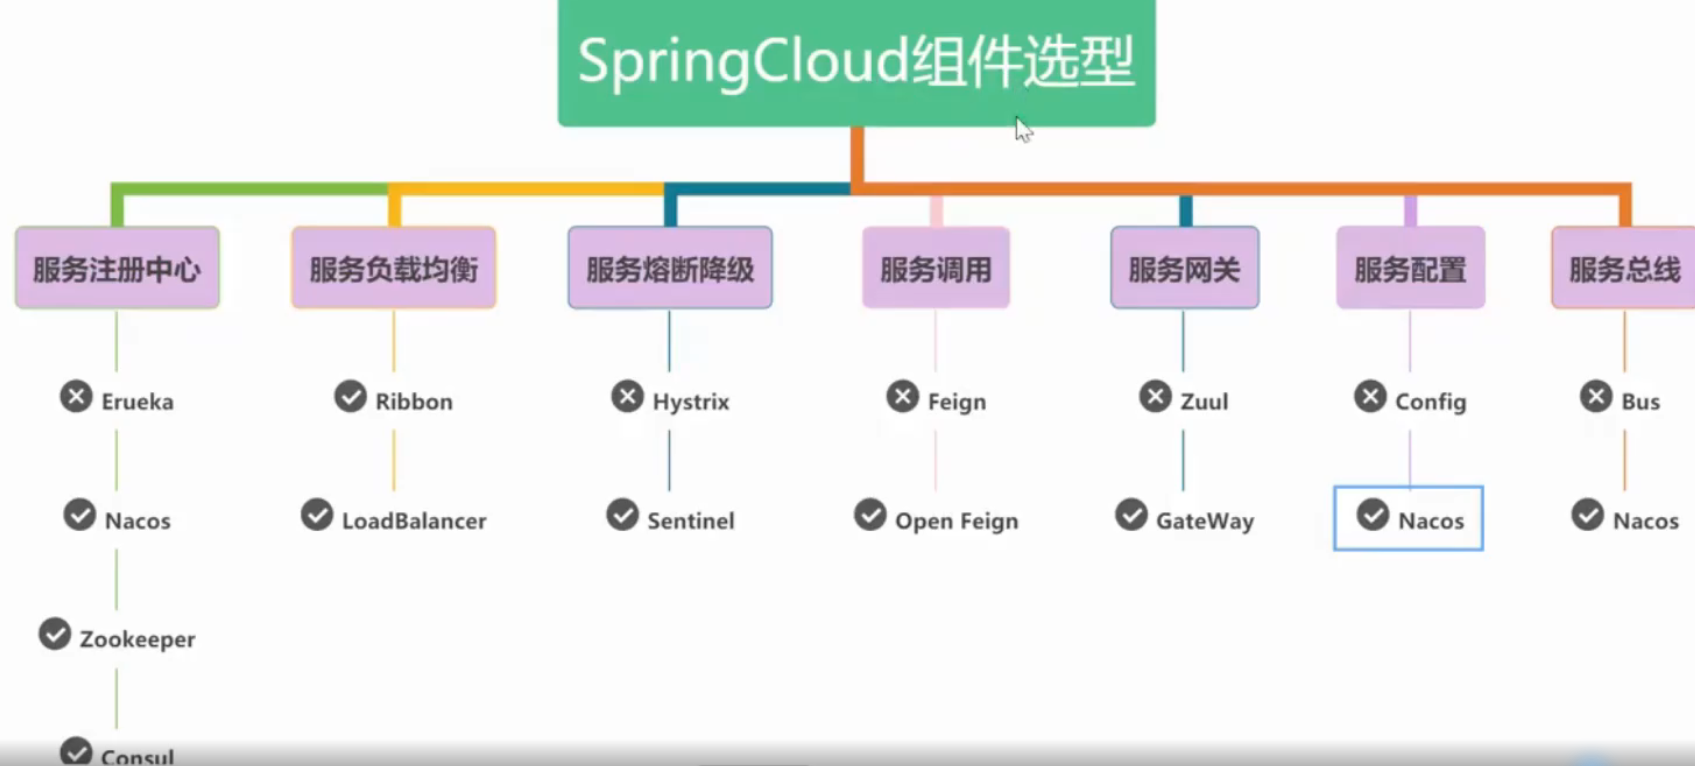 SpringCloud组件选型
服务注册中心
服务负载均衡
服务熔断降级
服务调用
服务网关
服务配置
服务总线
Erueka
Ribbon
Hystrix
Feign
Zuul
Config
Bus
Nacos
LoadBalancer
Sentinel
Open Feign
GateWay
Nacos
Nacos
Zookeeper
Consul